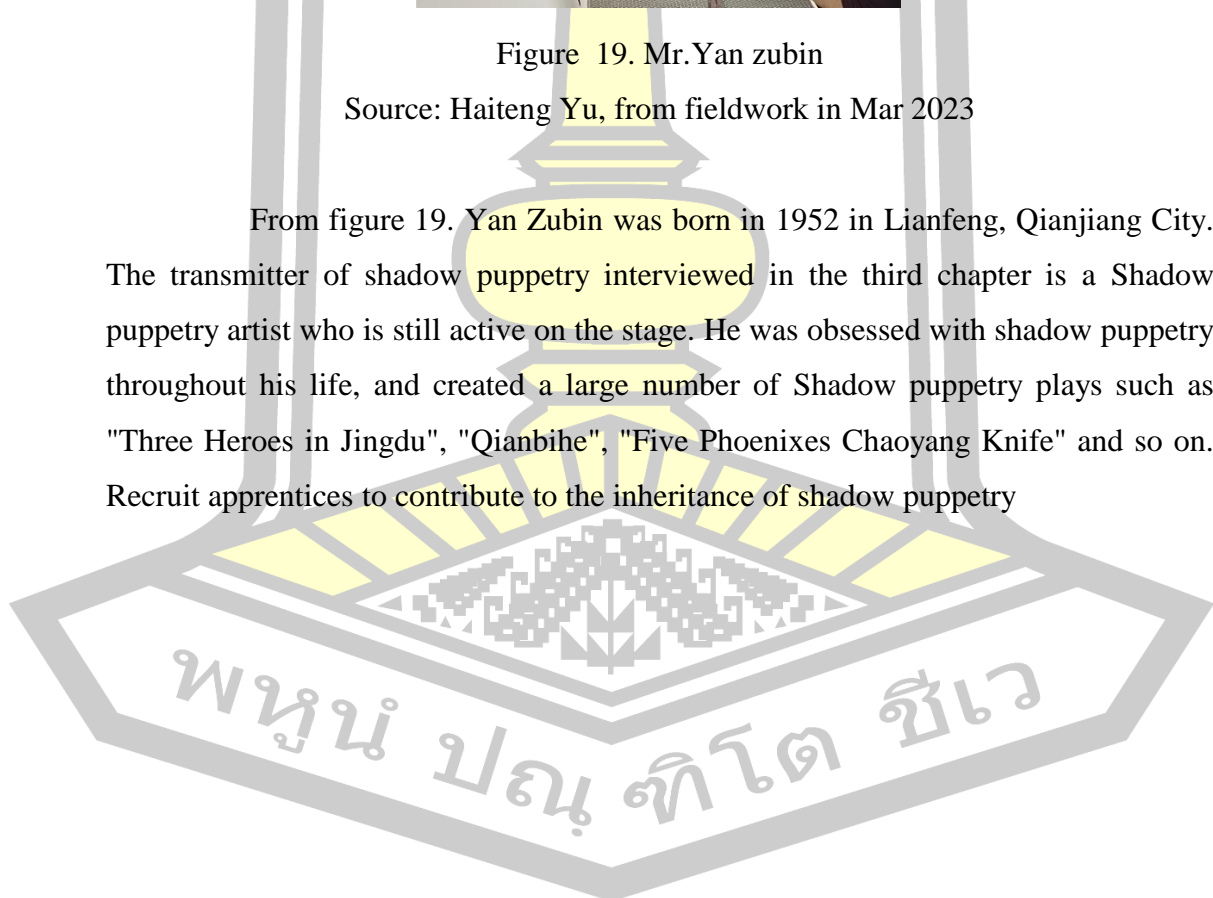 Figure 19. Mr.Yan zubin
Source: Haiteng Yu, from fieldwork in Mar 2023
From figure 19. Yan Zubin was born in 1952 in Lianfeng, Qianjiang City.
The transmitter of shadow puppetry interviewed in the third chapter is a Shadow
puppetry artist who is still active on the stage. He was obsessed with shadow puppetry
throughout his life, and created a large number of Shadow puppetry plays such as
"Three Heroes in Jingdu", "Qianbihe", "Five Phoenixes Chaoyang Knife" and so on.
Recruit apprentices to contribute to the inheritance of shadow puppetry
พหูนํ ปณฺฑิโต ชีเว